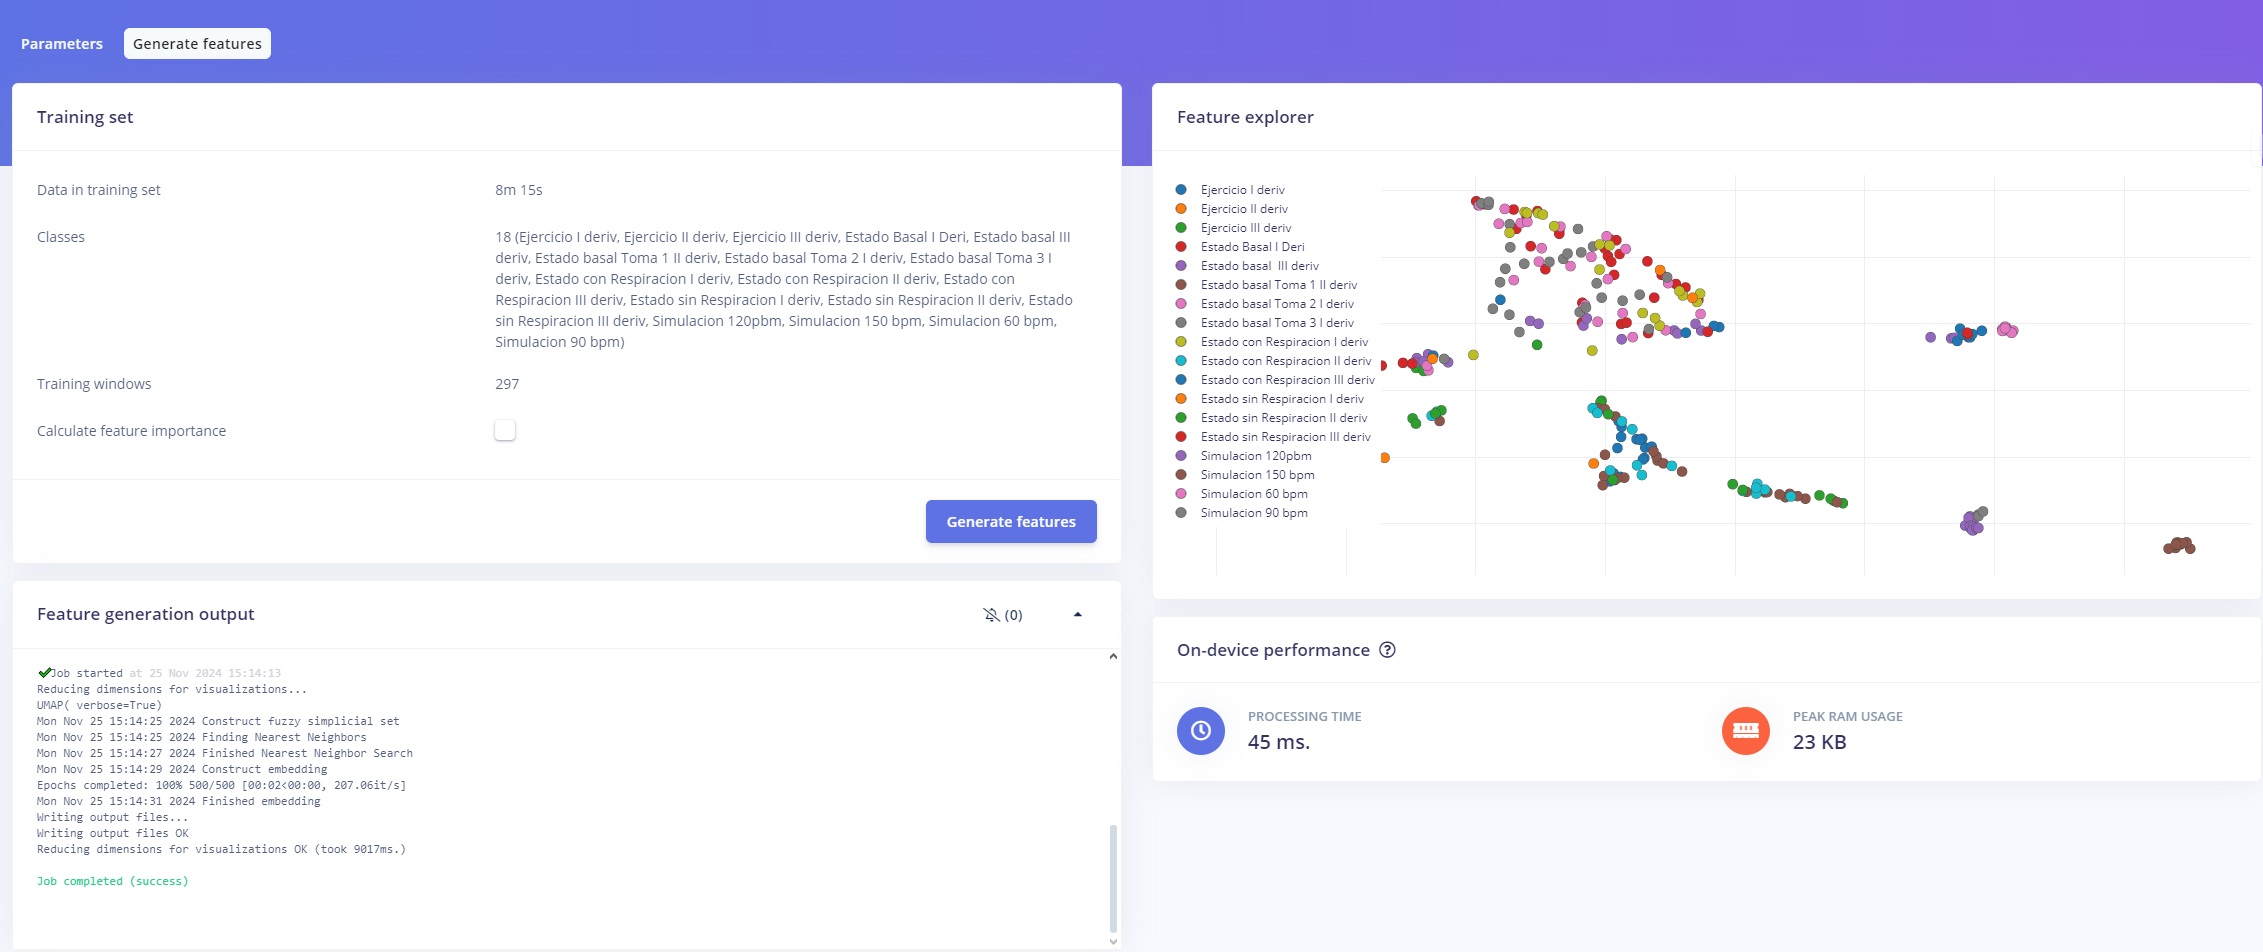 Parameters
Generate features
Training set
Data in training set
8m 15s
Classes
18 (Ejercicio I deriv, Ejercicio II deriv, Ejercicio III deriv, Estado Basal I Deri, Estado basal III
deriv, Estado basal Toma 1 II deriv, Estado basal Toma 2 I deriv, Estado basal Toma 3 I
deriv, Estado con Respiracion I deriv, Estado con Respiracion II deriv, Estado con
Respiracion III deriv, Estado sin Respiracion I deriv, Estado sin Respiracion II deriv, Estado
sin Respiracion III deriv, Simulacion 120pbm, Simulacion 150 bpm, Simulacion 60 bpm,
Simulacion 90 bpm)
Training windows
297
Calculate feature importance
Generate features
Feature generation output
(0)
Job started at 25 Nov 2024 15:14:13
Reducing dimensions for visualizations...
UMAP( verbose=True)
Mon Nov 25 15:14:25 2024 Construct fuzzy simplicial set
Mon Nov 25 15:14:25 2024 Finding Nearest Neighbors
Mon Nov 25 15:14:27 2024 Finished Nearest Neighbor Search
Mon Nov 25 15:14:29 2024 Construct embedding
Epochs completed: 100% 500/500 [00:02<00:00, 207.06it/s]
Mon Nov 25 15:14:31 2024 Finished embedding
Writing output files...
Writing output files OK
Reducing dimensions for visualizations OK (took 9017ms.)
Job completed (success)
Feature explorer
Ejercicio I deriv
Ejercicio II deriv
Ejercicio III deriv
Estado Basal I Deri
Estado basal III deriv
Estado basal Toma 1 II deriv
Estado basal Toma 2 I deriv
Estado basal Toma 3 I deriv
Estado con Respiracion I deriv
Estado con Respiracion II deriv
Estado con Respiracion III deriv
Estado sin Respiracion I deriv
Estado sin Respiracion II deriv
Estado sin Respiracion III deriv
Simulacion 120pbm
Simulacion 150 bpm
Simulacion 60 bpm
Simulacion 90 bpm
On-device performance ?
PROCESSING TIME
45 ms.
PEAK RAM USAGE
23 KB